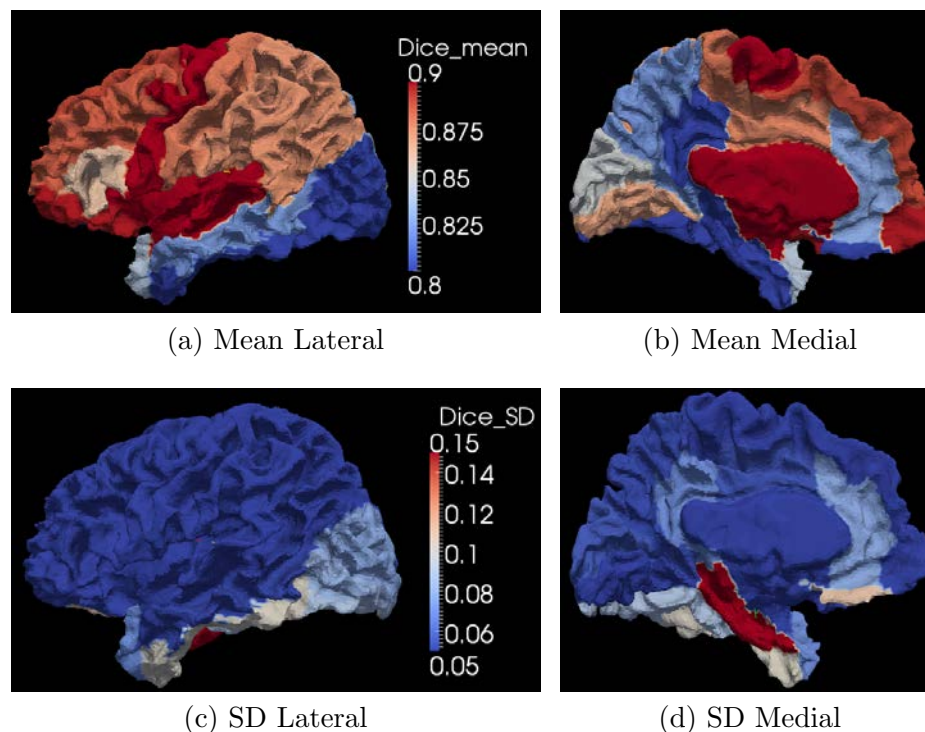 Dice_mean
0.9
0.875
0.85
0.825
0.8
(a) Mean Lateral
(b) Mean Medial
Dice_SD
0.15
0.14
0.12
0.1
0.08
0.06
0.05
(c) SD Lateral
(d) SD Medial